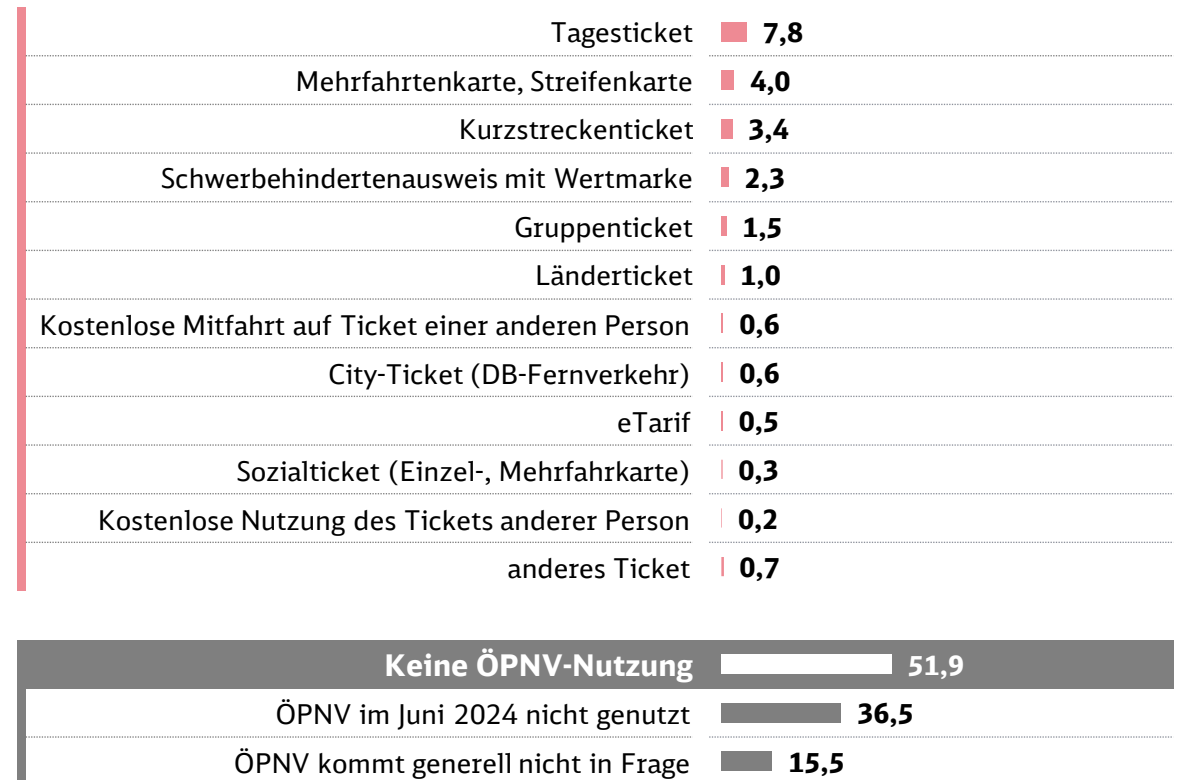 Tagesticket 7,8
Mehrfahrtenkarte, Streifenkarte 4,0
Kurzstreckenticket 3,4
Schwerbehindertenausweis mit Wertmarke 2,3
Gruppenticket 1,5
Länderticket 1,0
Kostenlose Mitfahrt auf Ticket einer anderen Person 0,6
City-Ticket (DB-Fernverkehr) 0,6
eTarif 0,5
Sozialticket (Einzel-, Mehrfahrkarte) 0,3
Kostenlose Nutzung des Tickets anderer Person 0,2
anderes Ticket 0,7
Keine ÖPNV-Nutzung 51,9
ÖPNV im Juni 2024 nicht genutzt 36,5
ÖPNV kommt generell nicht in Frage 15,5